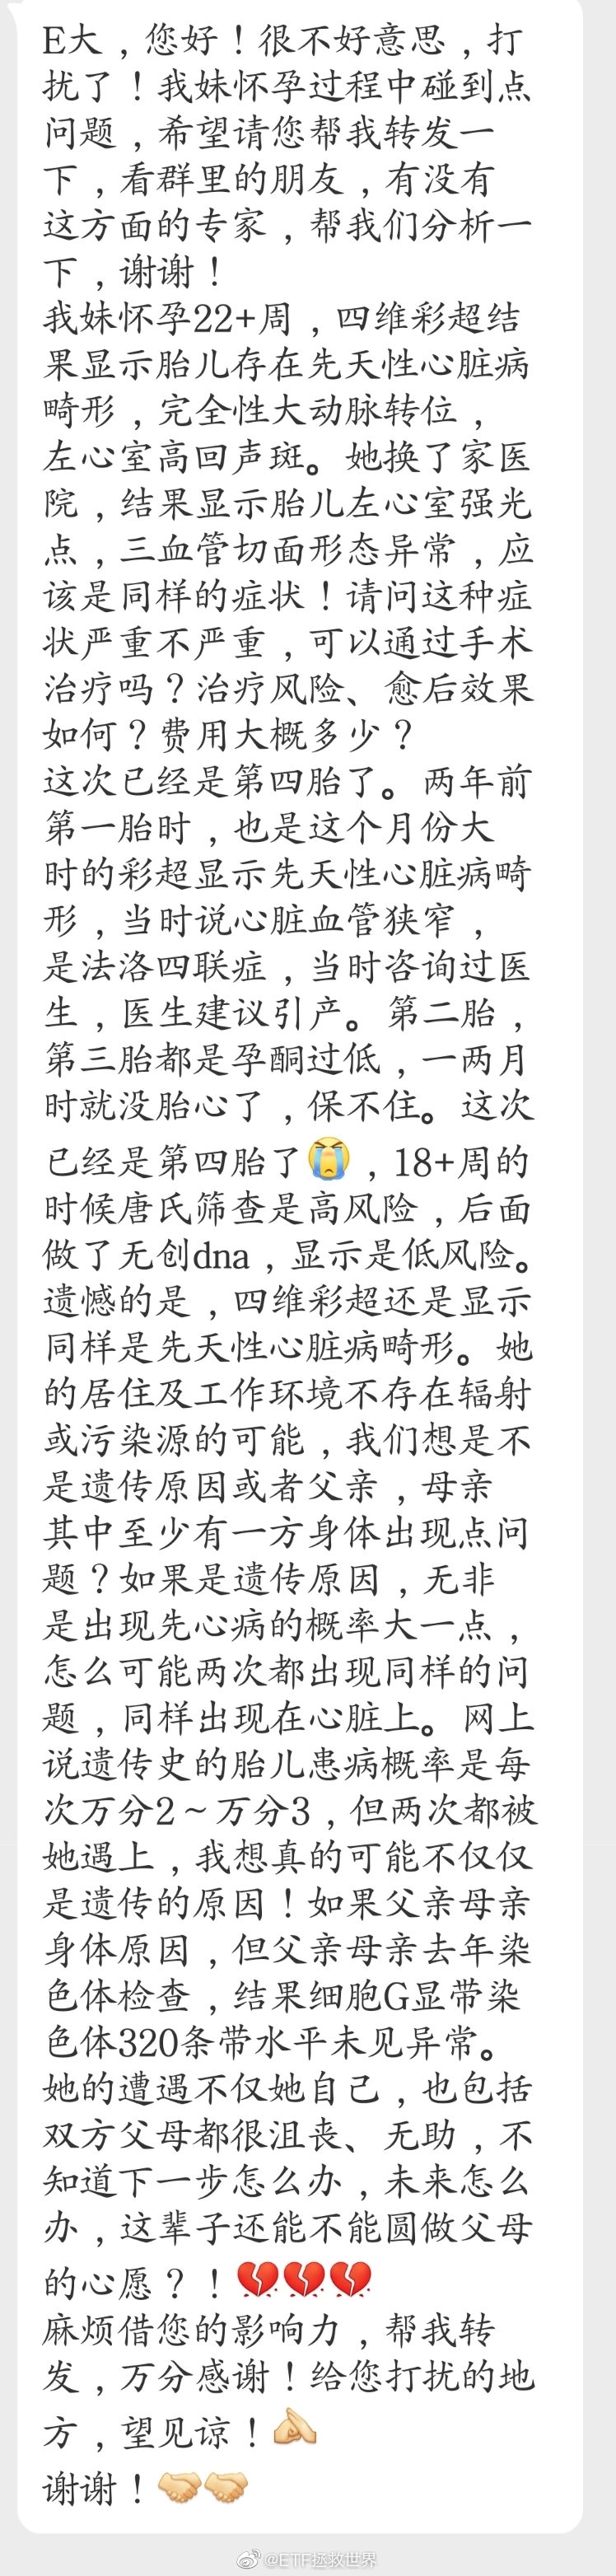 E大，您好！很不好意思，打
扰了！我妹怀孕过程中碰到点
问题，希望请您帮我转发一
下，看群里的朋友，有没有
这方面的专家，帮我们分析一
下，谢谢！
我妹怀孕22+周，四维彩超结
果显示胎儿存在先天性心脏病
畸形，完全性大动脉转位，
左心室高回声斑。她换了家医
院，结果显示胎儿左心室强光
点，三血管切面形态异常，应
该是同样的症状！请问这种症
状严重不严重，可以通过手术
治疗吗？治疗风险、愈后效果
如何？费用大概多少？
这次已经是第四胎了。两年前
第一胎时，也是这个月份大
时的彩超显示先天性心脏病畸
形，当时说心脏血管狭窄，
是法洛四联症，当时咨询过医
生，医生建议引产。第二胎，
第三胎都是孕酮过低，一两月
时就没胎心了，保不住。这次
已经是第四胎了😭，18+周的
时候唐氏筛查是高风险，后面
做了无创dna，显示是低风险。
遗憾的是，四维彩超还是显示
同样是先天性心脏病畸形。她
的居住及工作环境不存在辐射
或污染源的可能，我们想是不
是遗传原因或者父亲，母亲
其中至少有一方身体出现点问
题？如果是遗传原因，无非
是出现先心病的概率大一点，
怎么可能两次都出现同样的问
题，同样出现在心脏上。网上
说遗传史的胎儿患病概率是每
次万分2～万分3，但两次都被
她遇上，我想真的可能不仅仅
是遗传的原因！如果父亲母亲
身体原因，但父亲母亲去年染
色体检查，结果细胞G显带染
色体320条带水平未见异常。
她的遭遇不仅她自己，也包括
双方父母都很沮丧、无助，不
知道下一步怎么办，未来怎么
办，这辈子还能不能圆做父母
的心愿？！💔💔💔
麻烦借您的影响力，帮我转
发，万分感谢！给您打扰的地
方，望见谅！🙏
谢谢！🤝🤝
@ETF拯救世界